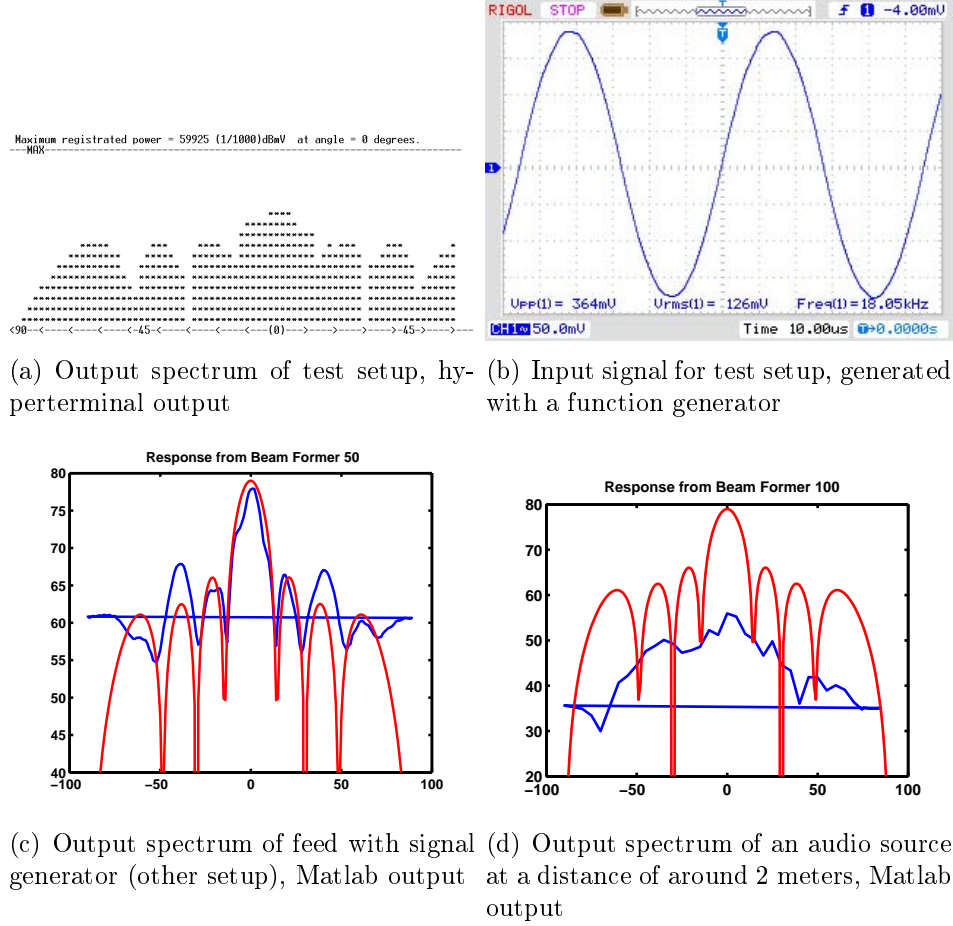 Maximum registrated power = 59925 (1/1000)dBmV  at angle = 0 degrees.
MAX
<90 -45 (0) 45
RIGOL STOP T 1 -4.00mV
T
1
Vpp(1)= 364mV Vrms(1)= 126mV Freq(1)=18.05kHz
CH1 50.0mV Time 10.00us T→0.0000s
(a) Output spectrum of test setup, hy-
perterminal output
(b) Input signal for test setup, generated
with a function generator
Response from Beam Former 50
80
75
70
65
60
55
50
45
40
−100 −50 0 50 100
Response from Beam Former 100
80
70
60
50
40
30
20
−100 −50 0 50 100
(c) Output spectrum of feed with signal
generator (other setup), Matlab output
(d) Output spectrum of an audio source
at a distance of around 2 meters, Matlab
output